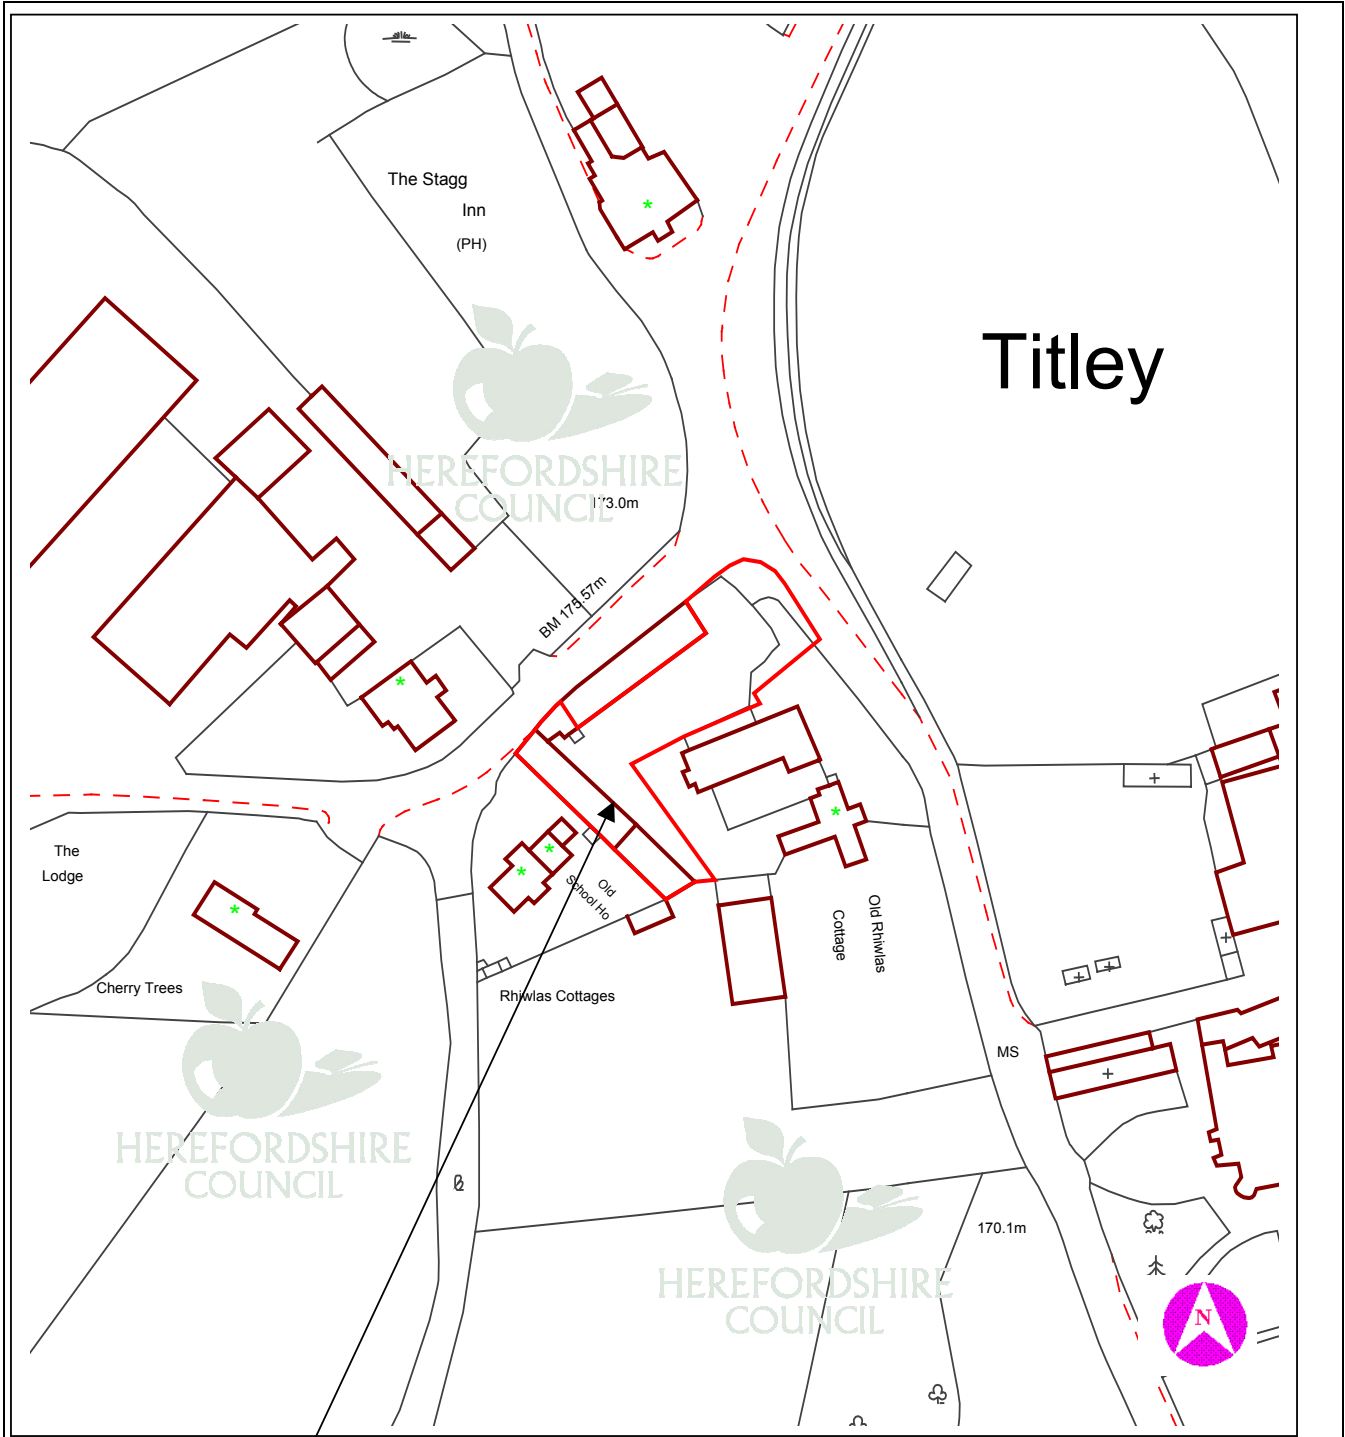 The Stagg
Inn
(PH)
Titley
HEREFORDSHIRE
COUNCIL
173.0m
BM 175.57m
The
Lodge
Old
School Ho
Old Rhiwlas
Cottage
Cherry Trees
Rhiwlas Cottages
MS
HEREFORDSHIRE
COUNCIL
170.1m
HEREFORDSHIRE
COUNCIL
N